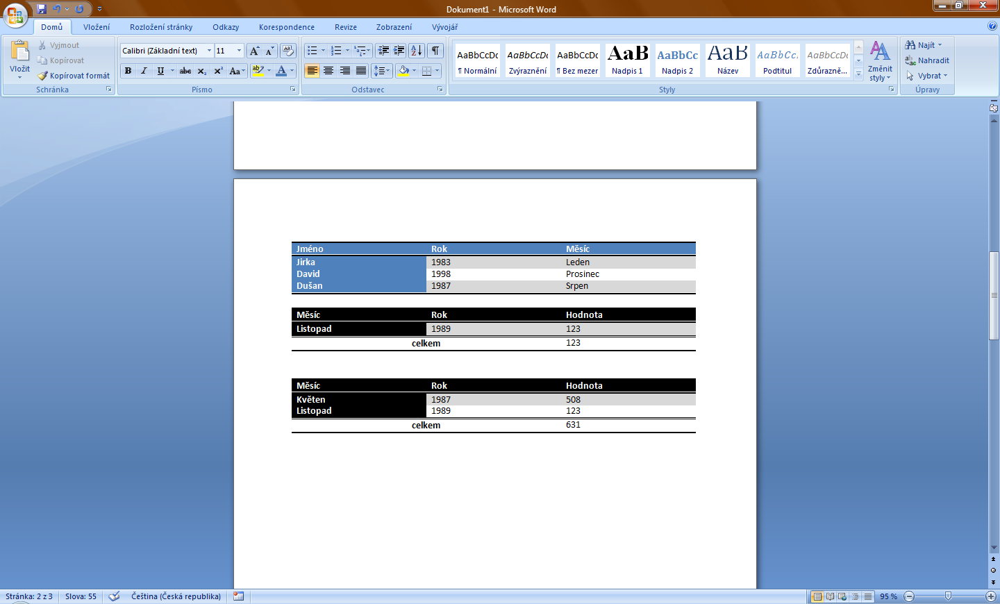 Dokument1 - Microsoft Word
Domů Vložení Rozložení stránky Odkazy Korespondence Revize Zobrazení Vývojář
Vložit
Vyjmout
Kopírovat
Kopírovat formát
Schránka
Calibri (Základní text) 11
B I U abc x₂ x² Aa
Písmo
Odstavec
AaBbCcDc AaBbCcDc AaBbCcDc AaB AaBbCc AaB AaBbCc. AaBbCcDc
¶ Normální Zvýraznění ¶ Bez mezer Nadpis 1 Nadpis 2 Název Podtitul Zdůrazně...
Změnit styly
Styly
Najít
Nahradit
Vybrat
Úpravy
Jméno Rok Měsíc
Jirka 1983 Leden
David 1998 Prosinec
Dušan 1987 Srpen
Měsíc Rok Hodnota
Listopad 1989 123
celkem 123
Měsíc Rok Hodnota
Květen 1987 508
Listopad 1989 123
celkem 631
Stránka: 2 z 3 Slova: 55 Čeština (Česká republika) 95 %